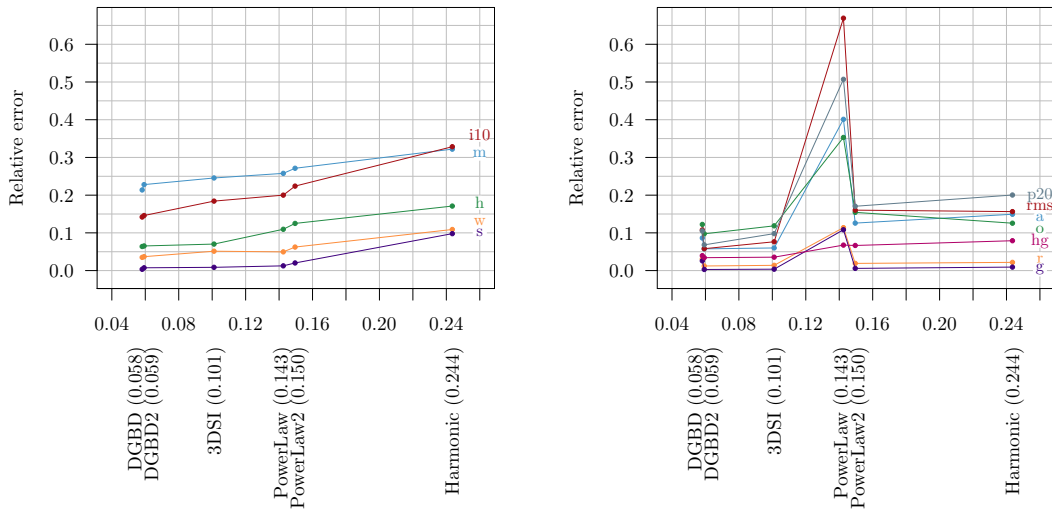 Relative error
0.6
0.5
0.4
0.3
0.2
0.1
0.0
i10
m
h
w
s
0.04 0.08 0.12 0.16 0.20 0.24
DGBD (0.058)
DGBD2 (0.059)
3DSI (0.101)
PowerLaw (0.143)
PowerLaw2 (0.150)
Harmonic (0.244)
Relative error
0.6
0.5
0.4
0.3
0.2
0.1
0.0
p20
rms
a
o
hg
r
g
0.04 0.08 0.12 0.16 0.20 0.24
DGBD (0.058)
DGBD2 (0.059)
3DSI (0.101)
PowerLaw (0.143)
PowerLaw2 (0.150)
Harmonic (0.244)